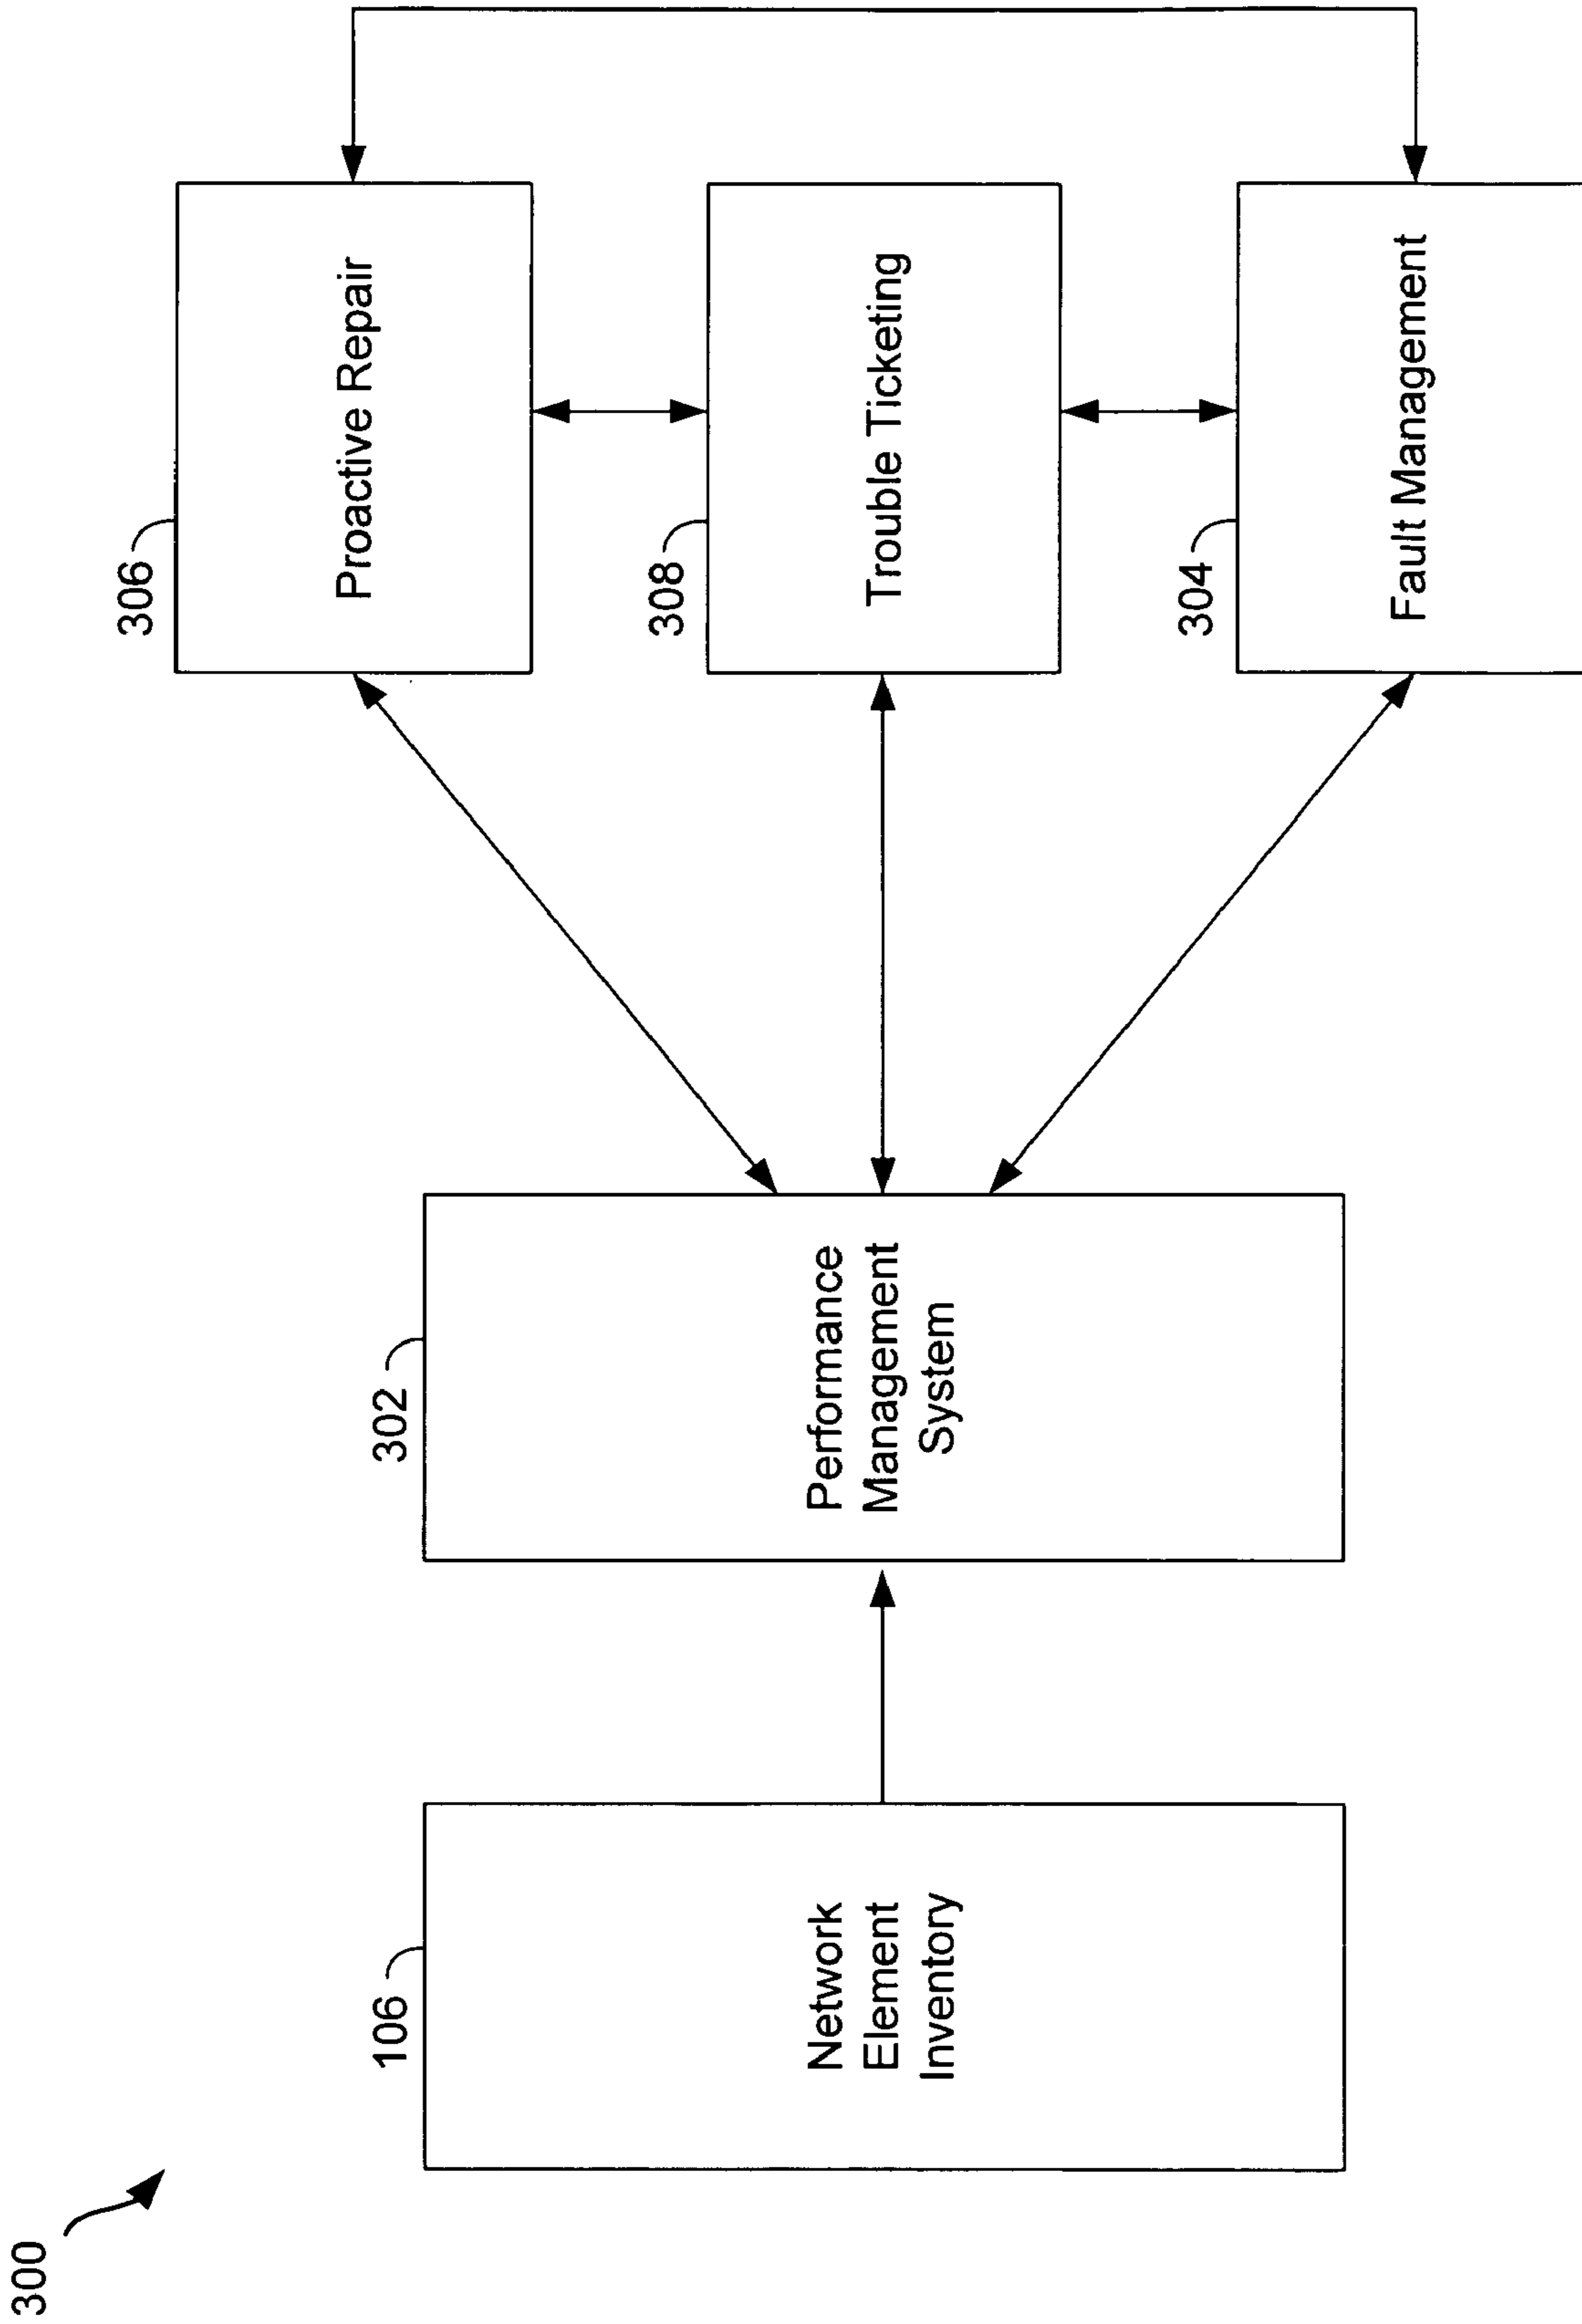 300
106
Network
Element
Inventory
302
Performance
Management
System
306
Proactive Repair
308
Trouble Ticketing
304
Fault Management